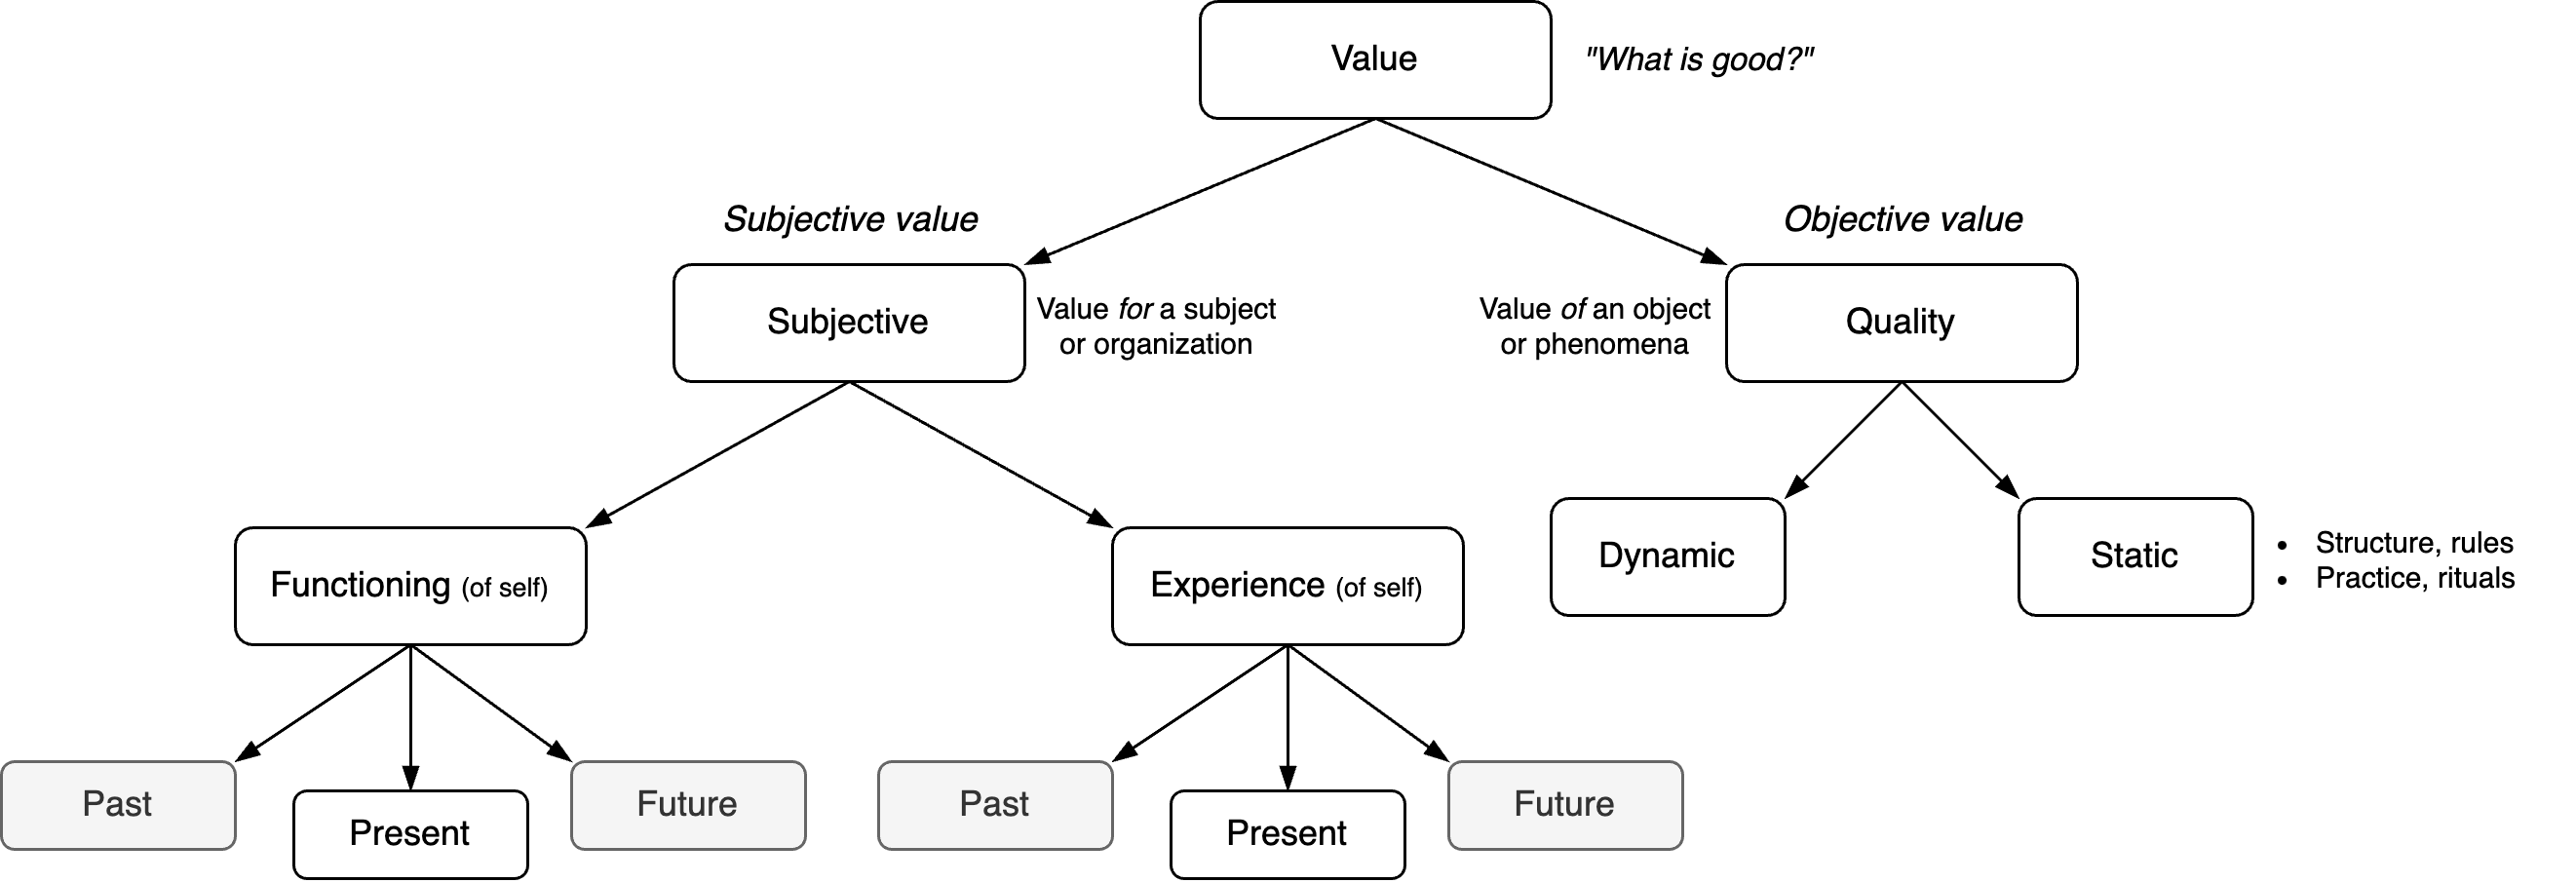 Value
"What is good?"
Subjective value
Objective value
Subjective
Value for a subject
or organization
Value of an object
or phenomena
Quality
Functioning (of self)
Experience (of self)
Dynamic
Static
• Structure, rules
• Practice, rituals
Past
Present
Future
Past
Present
Future